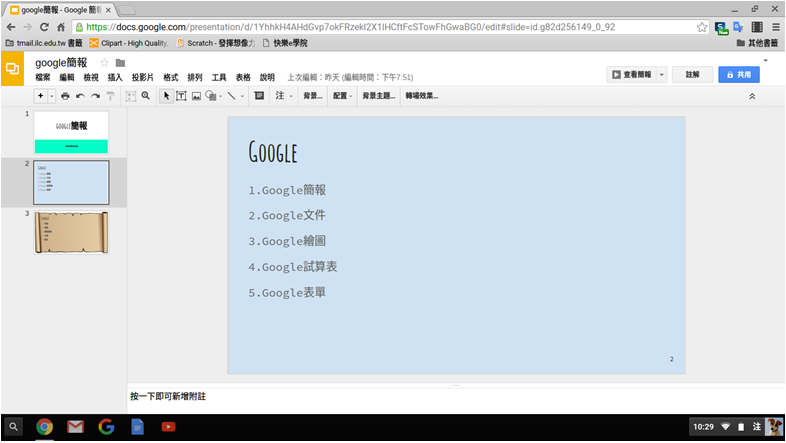 google簡報 - Google 簡報
https://docs.google.com/presentation/d/1YhhkH4AHdGvp7okFRzekl2X1IHCftFcSTowFhGwaBG0/edit#slide=id.g82d256149_0_92
tmail.ilc.edu.tw 書籤 Clipart - High Quality, Scratch - 發揮想像力 快樂e學院 其他書籤
google簡報
檔案 編輯 檢視 插入 投影片 格式 排列 工具 表格 說明 上次編輯：昨天 (編輯時間：下午7:51)
查看簡報 註解 共用
注 背景... 配置 背景主題... 轉場效果...
1
GOOGLE簡報
2
3
Google
1.Google簡報
2.Google文件
3.Google繪圖
4.Google試算表
5.Google表單
2
按一下即可新增附註
10:29 注